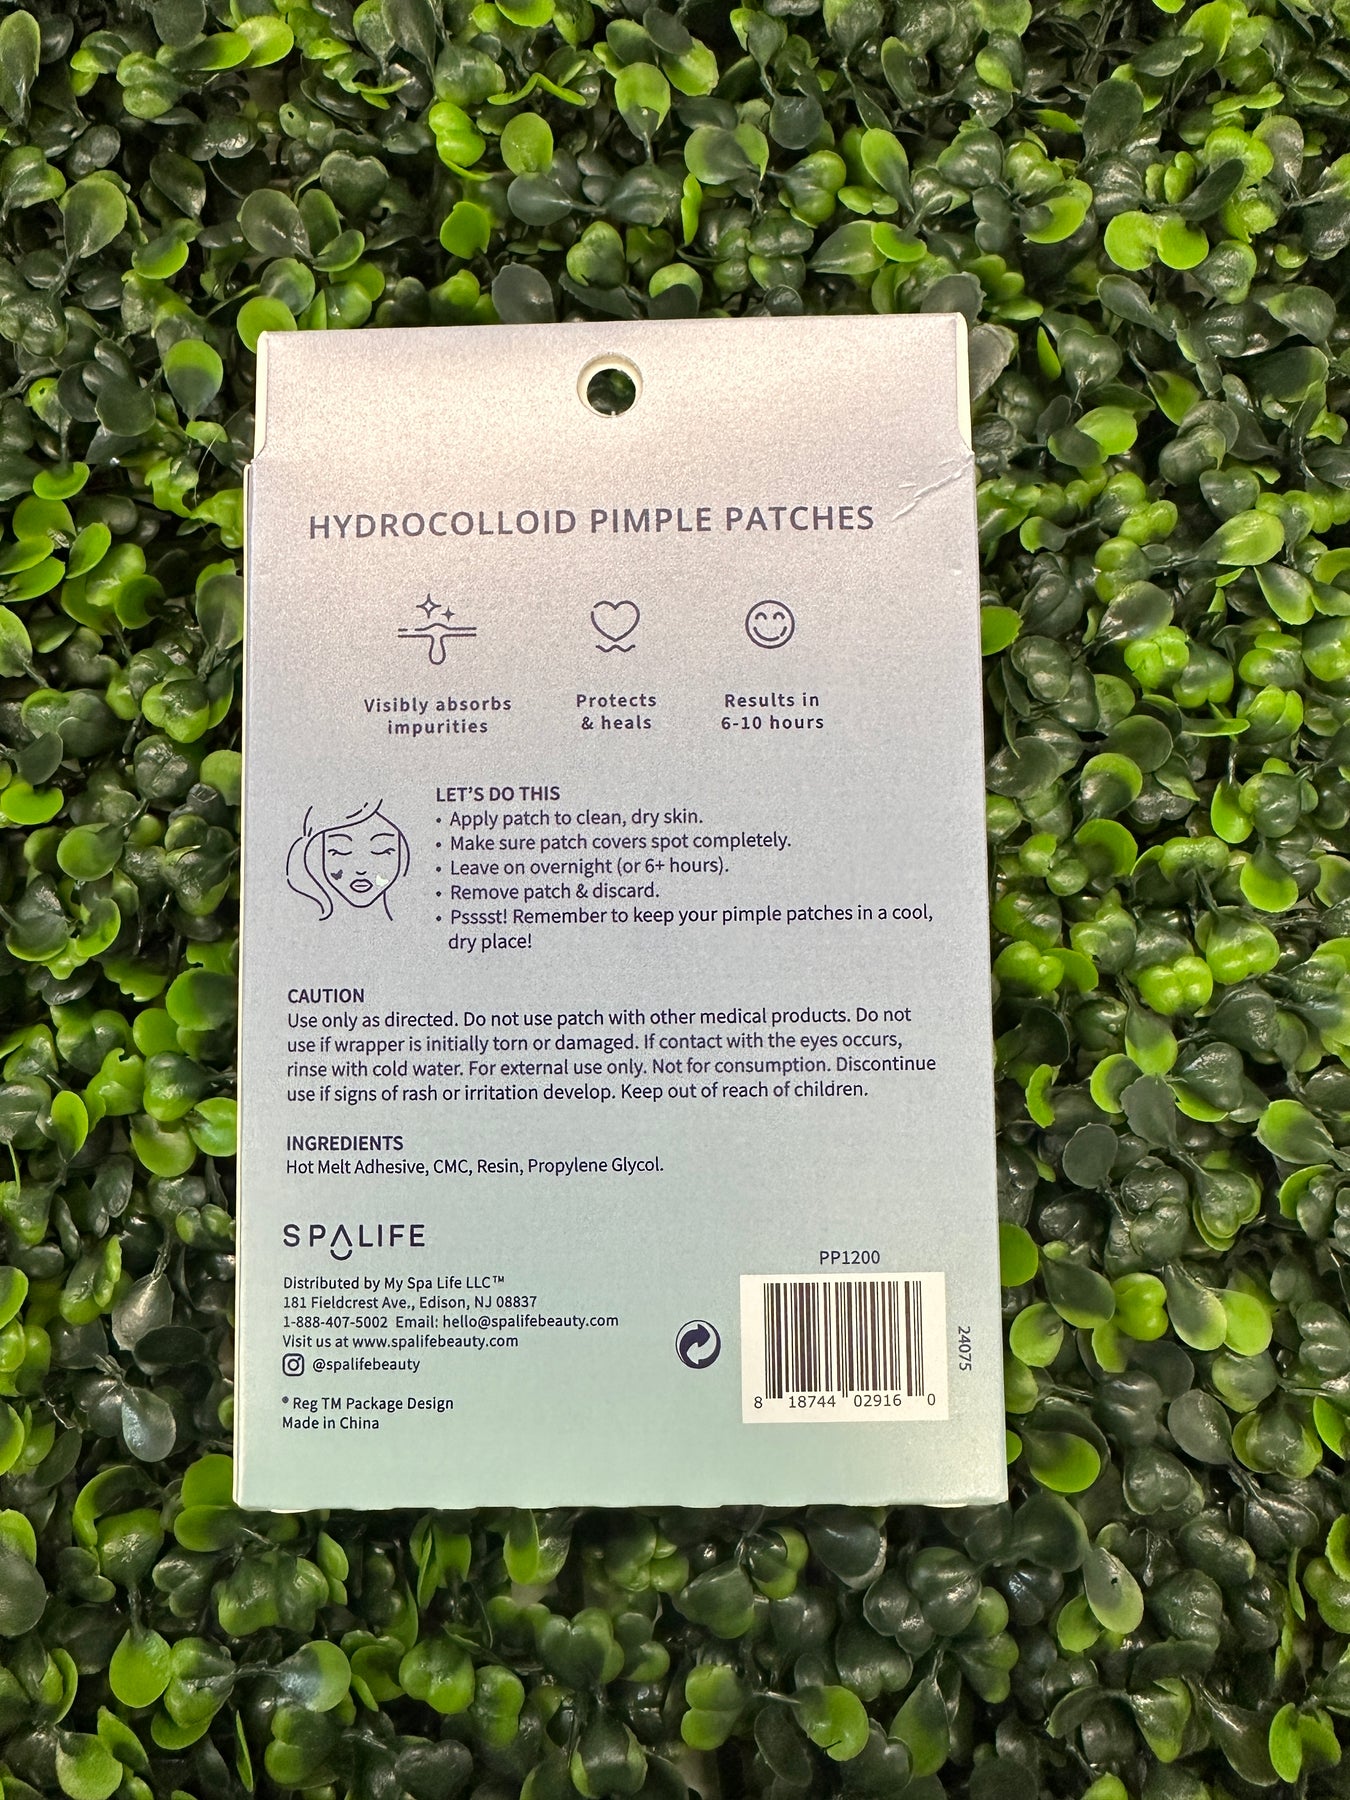 HYDROCOLLOID PIMPLE PATCHES
Visibly absorbs
impurities
Protects
& heals
Results in
6-10 hours
LET'S DO THIS
• Apply patch to clean, dry skin.
• Make sure patch covers spot completely.
• Leave on overnight (or 6+ hours).
• Remove patch & discard.
• Psssst! Remember to keep your pimple patches in a cool,
dry place!
CAUTION
Use only as directed. Do not use patch with other medical products. Do not
use if wrapper is initially torn or damaged. If contact with the eyes occurs,
rinse with cold water. For external use only. Not for consumption. Discontinue
use if signs of rash or irritation develop. Keep out of reach of children.
INGREDIENTS
Hot Melt Adhesive, CMC, Resin, Propylene Glycol.
SPALIFE
Distributed by My Spa Life LLC™
181 Fieldcrest Ave., Edison, NJ 08837
1-888-407-5002 Email: hello@spalifebeauty.com
Visit us at www.spalifebeauty.com
@spalifebeauty
® Reg TM Package Design
Made in China
PP1200
8 18744 02916 0
24075